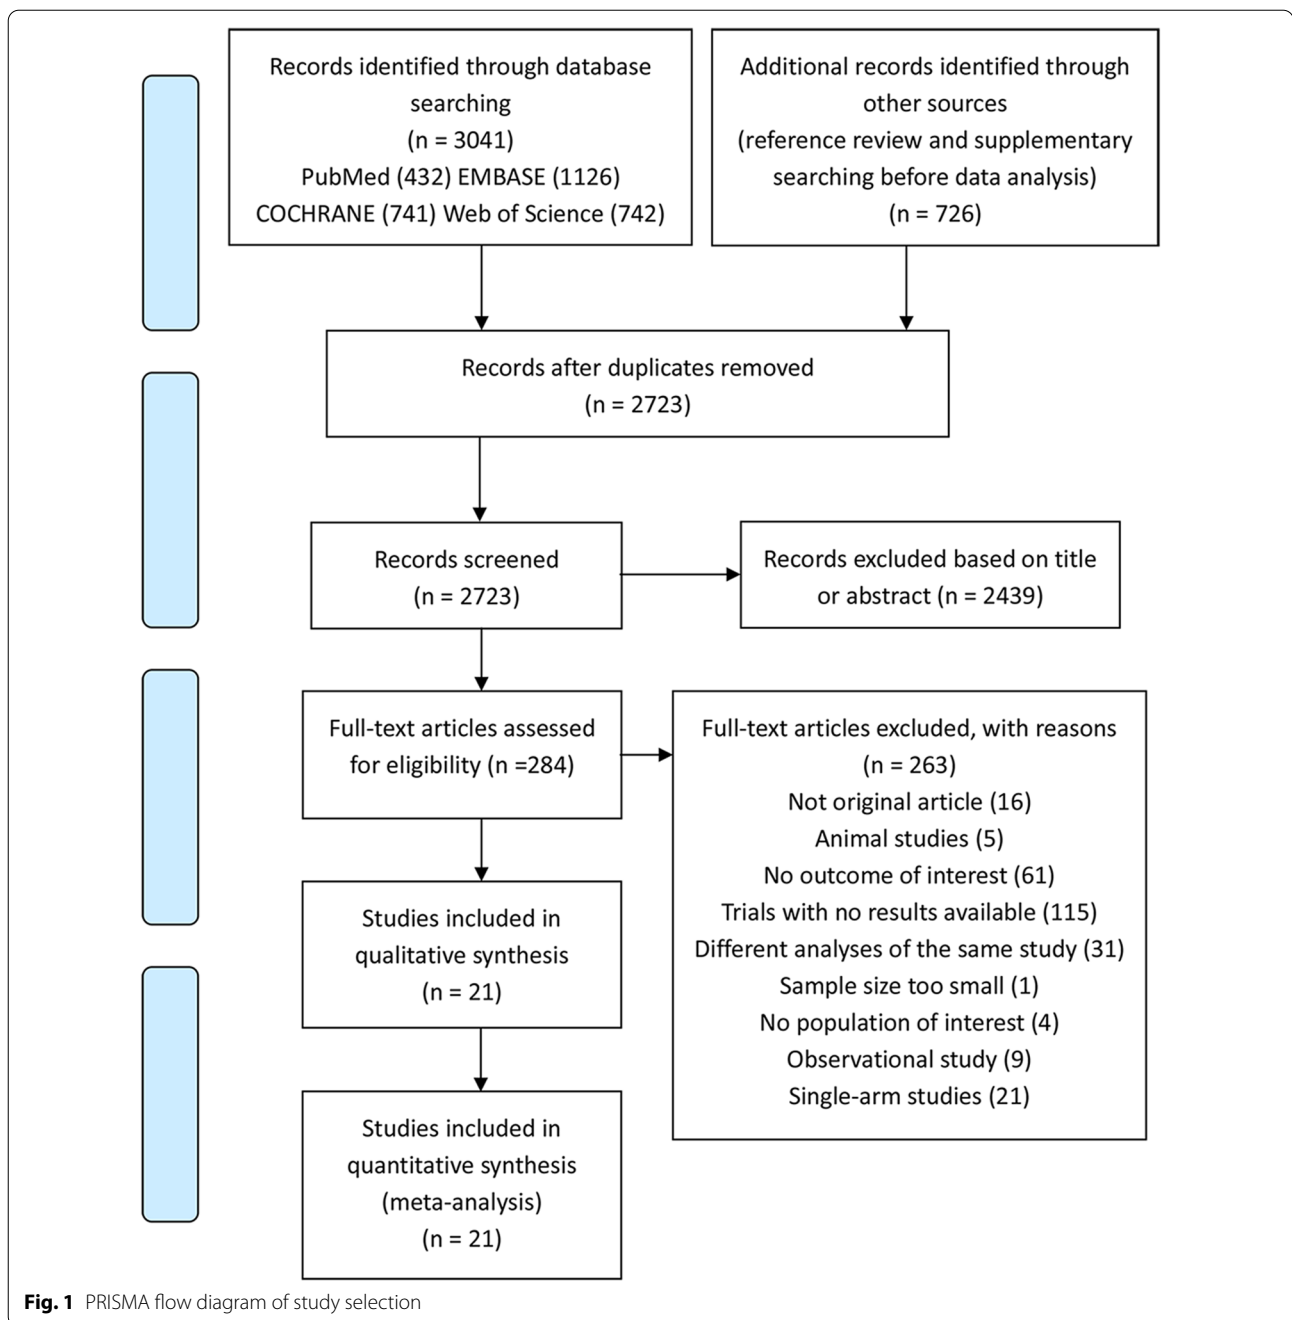 Records identified through database
searching
(n = 3041)
PubMed (432) EMBASE (1126)
COCHRANE (741) Web of Science (742)
Additional records identified through
other sources
(reference review and supplementary
searching before data analysis)
(n = 726)
Records after duplicates removed
(n = 2723)
Records screened
(n = 2723)
Records excluded based on title
or abstract (n = 2439)
Full-text articles assessed
for eligibility (n =284)
Full-text articles excluded, with reasons
(n = 263)
Not original article (16)
Animal studies (5)
No outcome of interest (61)
Trials with no results available (115)
Different analyses of the same study (31)
Sample size too small (1)
No population of interest (4)
Observational study (9)
Single-arm studies (21)
Studies included in
qualitative synthesis
(n = 21)
Studies included in
quantitative synthesis
(meta-analysis)
(n = 21)
Fig. 1 PRISMA flow diagram of study selection